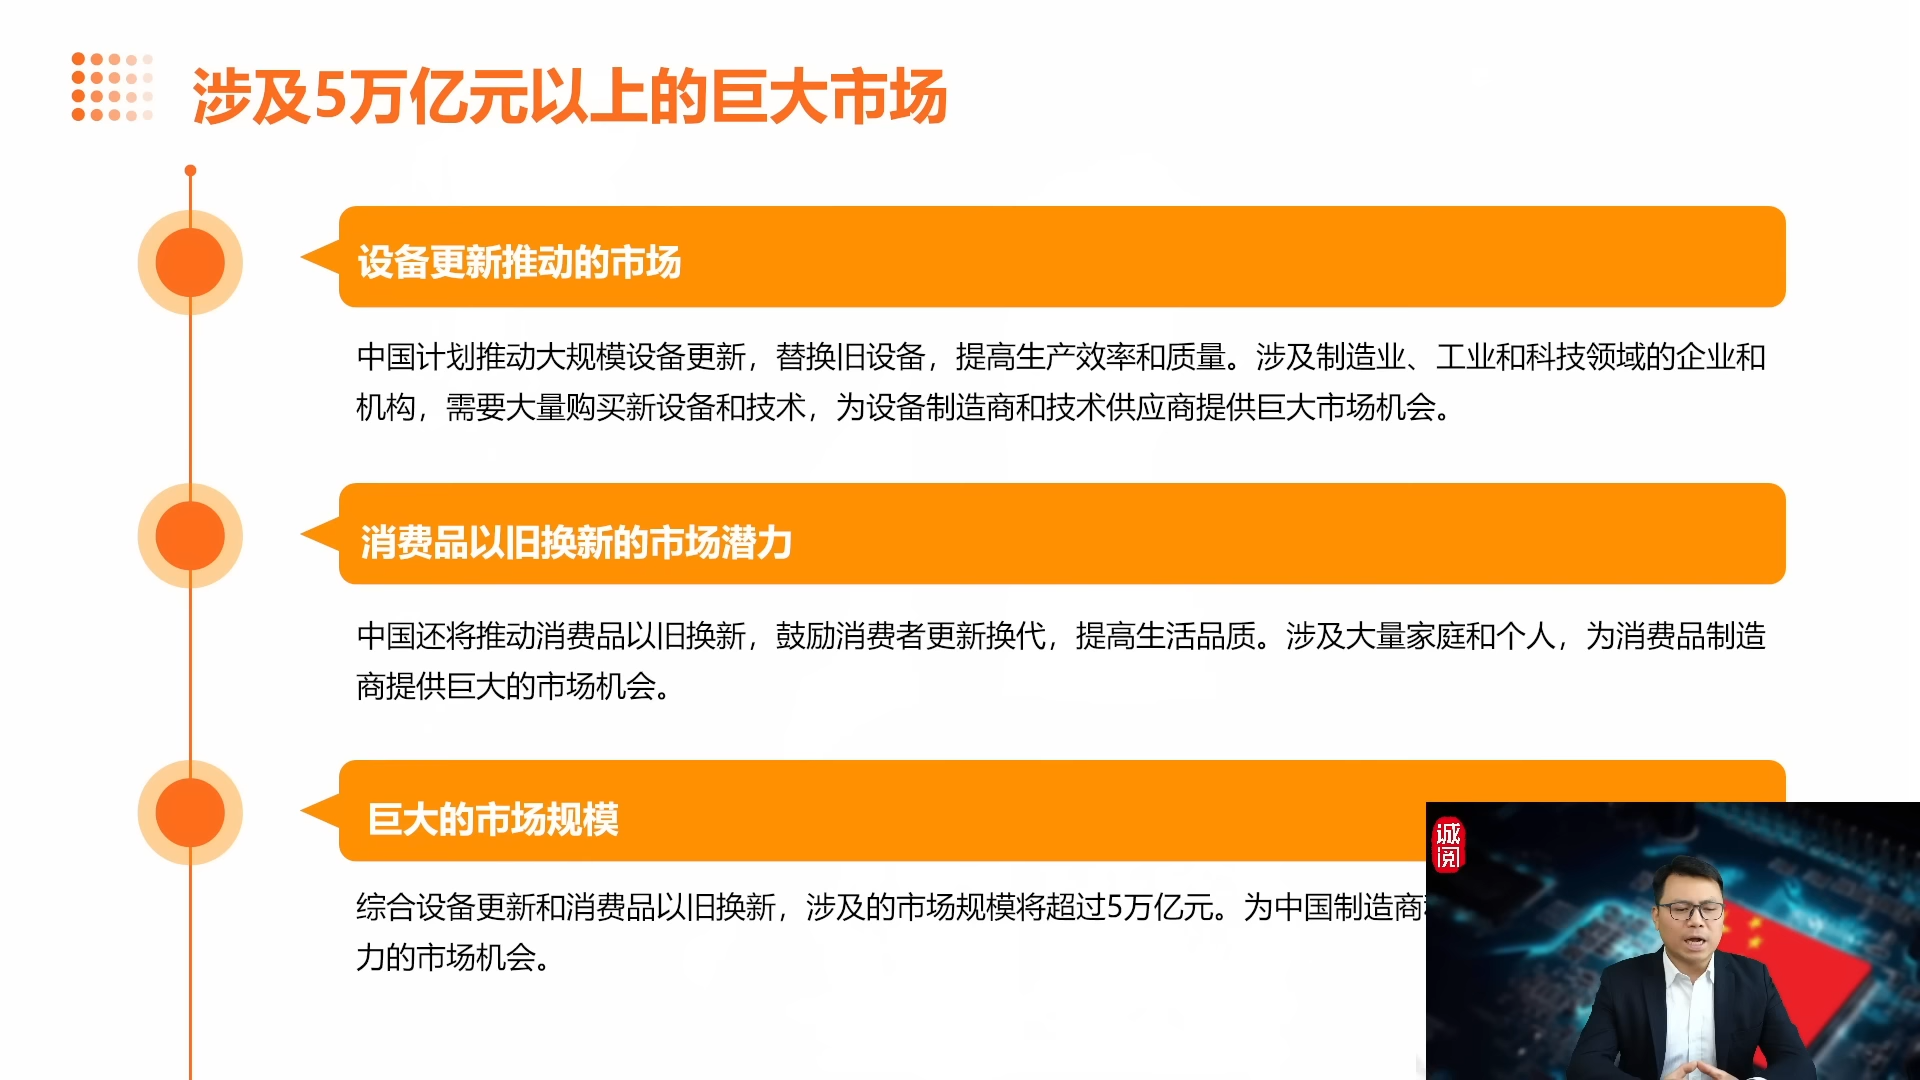 涉及5万亿元以上的巨大市场
设备更新推动的市场
中国计划推动大规模设备更新，替换旧设备，提高生产效率和质量。涉及制造业、工业和科技领域的企业和
机构，需要大量购买新设备和技术，为设备制造商和技术供应商提供巨大市场机会。
消费品以旧换新的市场潜力
中国还将推动消费品以旧换新，鼓励消费者更新换代，提高生活品质。涉及大量家庭和个人，为消费品制造
商提供巨大的市场机会。
巨大的市场规模
综合设备更新和消费品以旧换新，涉及的市场规模将超过5万亿元。为中国制造商
力的市场机会。
诚
阅